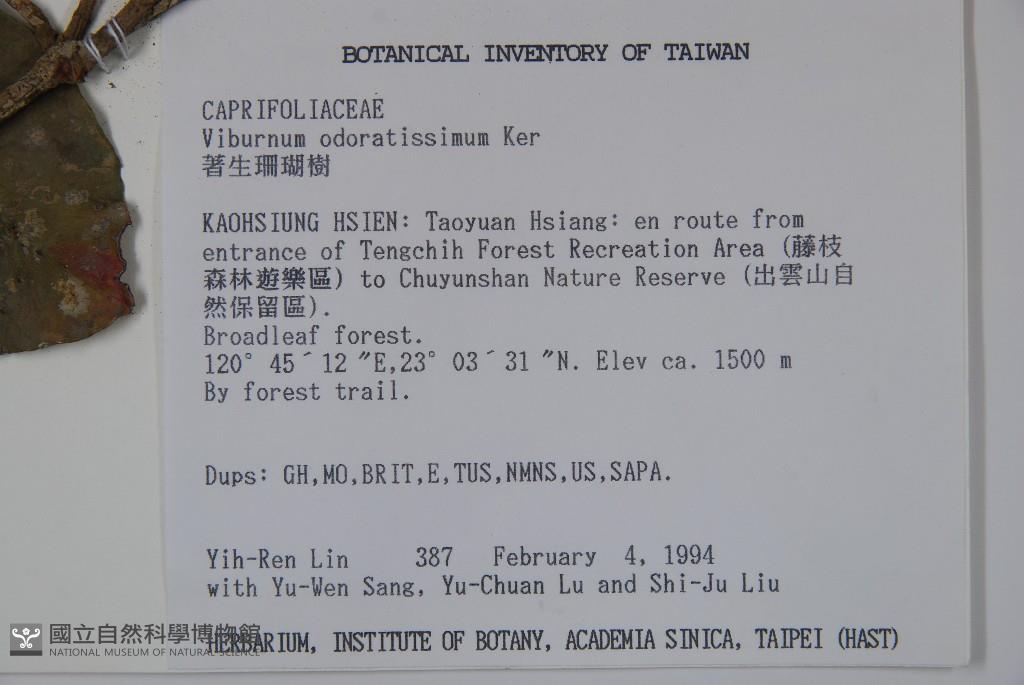 BOTANICAL INVENTORY OF TAIWAN
CAPRIFOLIACEAE
Viburnum odoratissimum Ker
著生珊瑚樹
KAOHSIUNG HSIEN: Taoyuan Hsiang: en route from
entrance of Tengchih Forest Recreation Area (藤枝
森林遊樂區) to Chuyunshan Nature Reserve (出雲山自
然保留區).
Broadleaf forest.
120° 45´ 12 ″E,23° 03´ 31 ″N. Elev ca. 1500 m
By forest trail.
Dups: GH,MO,BRIT,E,TUS,NMNS,US,SAPA.
Yih-Ren Lin 387 February 4, 1994
with Yu-Wen Sang, Yu-Chuan Lu and Shi-Ju Liu
HERBARIUM, INSTITUTE OF BOTANY, ACADEMIA SINICA, TAIPEI (HAST)
國立自然科學博物館
NATIONAL MUSEUM OF NATURAL SCIENCE